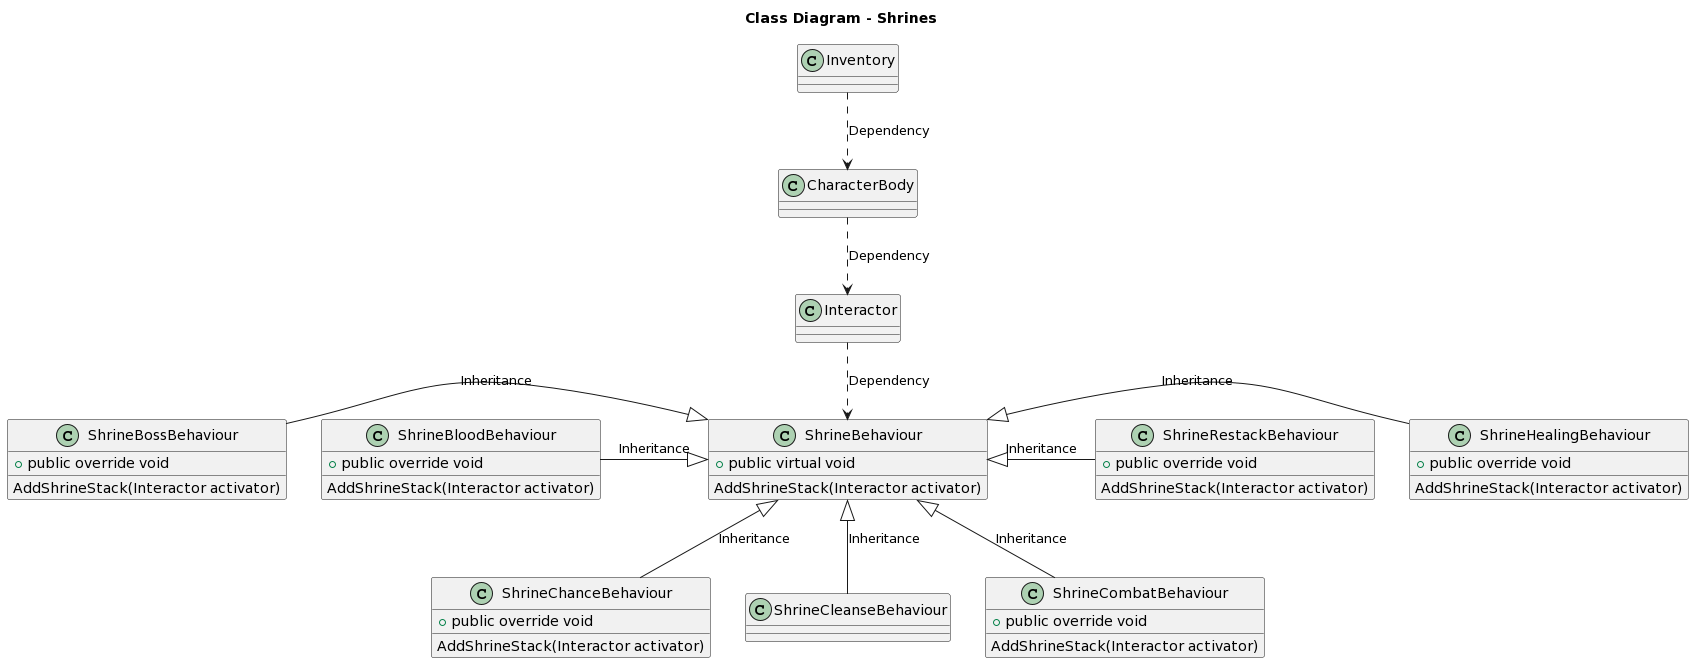 Class Diagram - Shrines
C Inventory
Dependency
C CharacterBody
Dependency
C Interactor
Dependency
Inheritance
Inheritance
C ShrineBossBehaviour
public override void
AddShrineStack(Interactor activator)
C ShrineBloodBehaviour
public override void
AddShrineStack(Interactor activator)
Inheritance
C ShrineBehaviour
public virtual void
AddShrineStack(Interactor activator)
Inheritance
C ShrineRestackBehaviour
public override void
AddShrineStack(Interactor activator)
C ShrineHealingBehaviour
public override void
AddShrineStack(Interactor activator)
Inheritance
Inheritance
Inheritance
C ShrineChanceBehaviour
public override void
AddShrineStack(Interactor activator)
C ShrineCleanseBehaviour
C ShrineCombatBehaviour
public override void
AddShrineStack(Interactor activator)